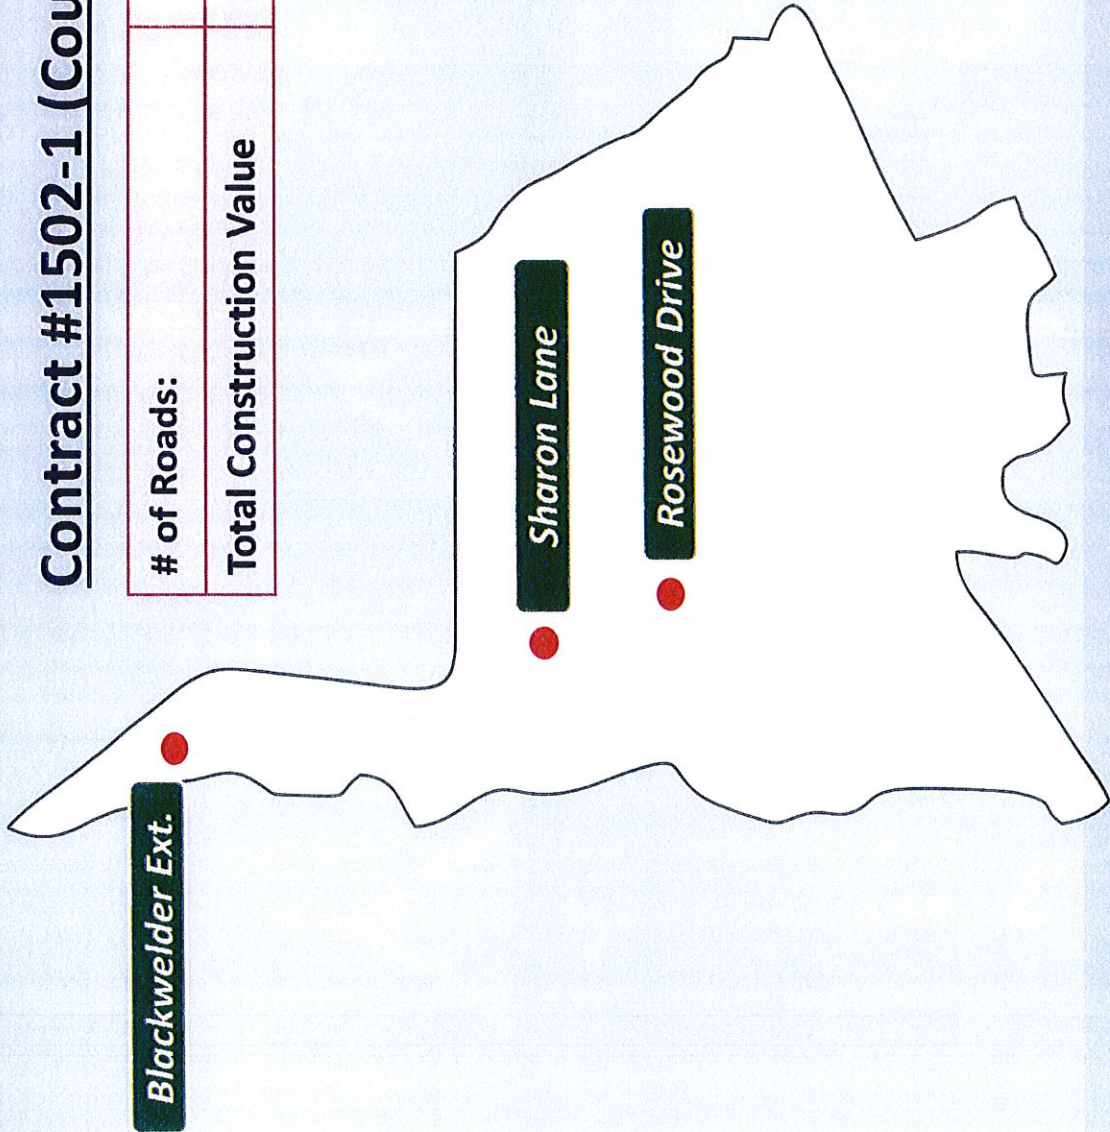 Contract #1502-1 (Cou
# of Roads:
Total Construction Value
Blackwelder Ext.
Sharon Lane
Rosewood Drive